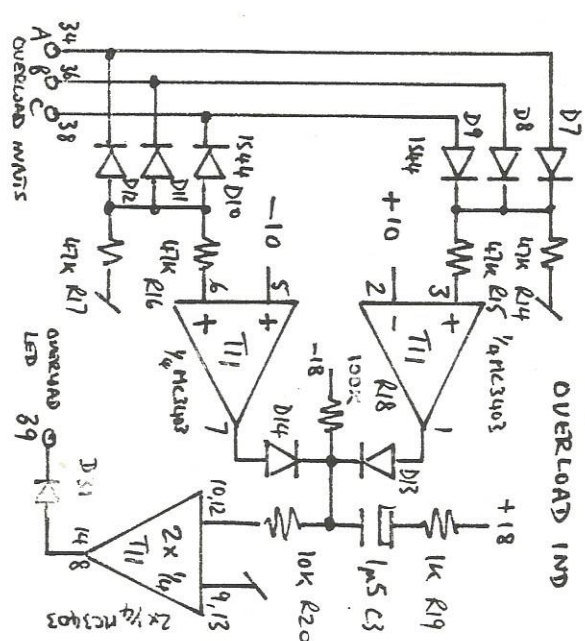 OVERLOAD IND
34
A
36
B
C
38
OVERLOAD INPUTS
D7
D8
D9
1S44
1S44
D10
D11
D12
47K R14
47K R15
47K R16
47K R17
+10
-10
2
3
-
+
T11
1/4 MC3403
1
5
6
+
+
T11
1/4 MC3403
7
-18
100K
R18
D13
D14
+18
1K R19
1µ5 C3
10K R20
10,12
9,13
2x 1/4
T11
2x 1/4 MC3403
14 8
D31
39
OVERLOAD
LED